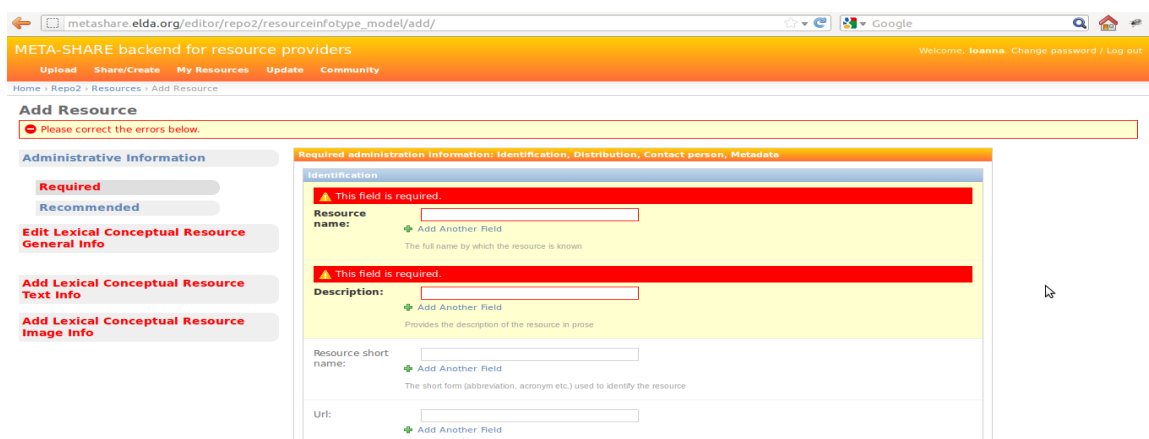 metashare.elda.org/editor/repo2/resourceinfotype_model/add/
Google
META-SHARE backend for resource providers
Welcome, Ioanna. Change password / Log out
Upload Share/Create My Resources Update Community
Home › Repo2 › Resources › Add Resource
Add Resource
Please correct the errors below.
Administrative Information
Required
Recommended
Edit Lexical Conceptual Resource
General Info
Add Lexical Conceptual Resource
Text Info
Add Lexical Conceptual Resource
Image Info
Required administration information: Identification, Distribution, Contact person, Metadata
Identification
This field is required.
Resource
name:
Add Another Field
The full name by which the resource is known
This field is required.
Description:
Add Another Field
Provides the description of the resource in prose
Resource short
name:
Add Another Field
The short form (abbreviation, acronym etc.) used to identify the resource
Url:
Add Another Field